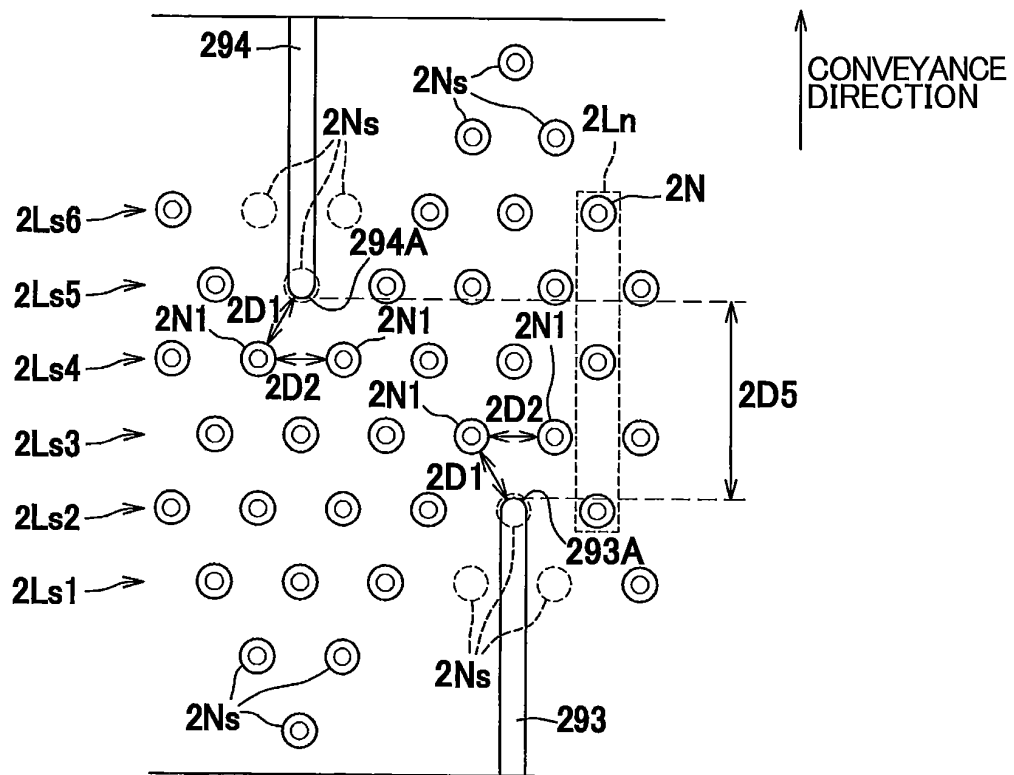 294
2Ns
CONVEYANCE
DIRECTION
2Ns
2Ln
2N
2Ls6
294A
2Ls5
2D1
2N1
2N1
2N1
2Ls4
2D2
2D5
2N1
2D2
2Ls3
2D1
2Ls2
293A
2Ls1
2Ns
2Ns
293